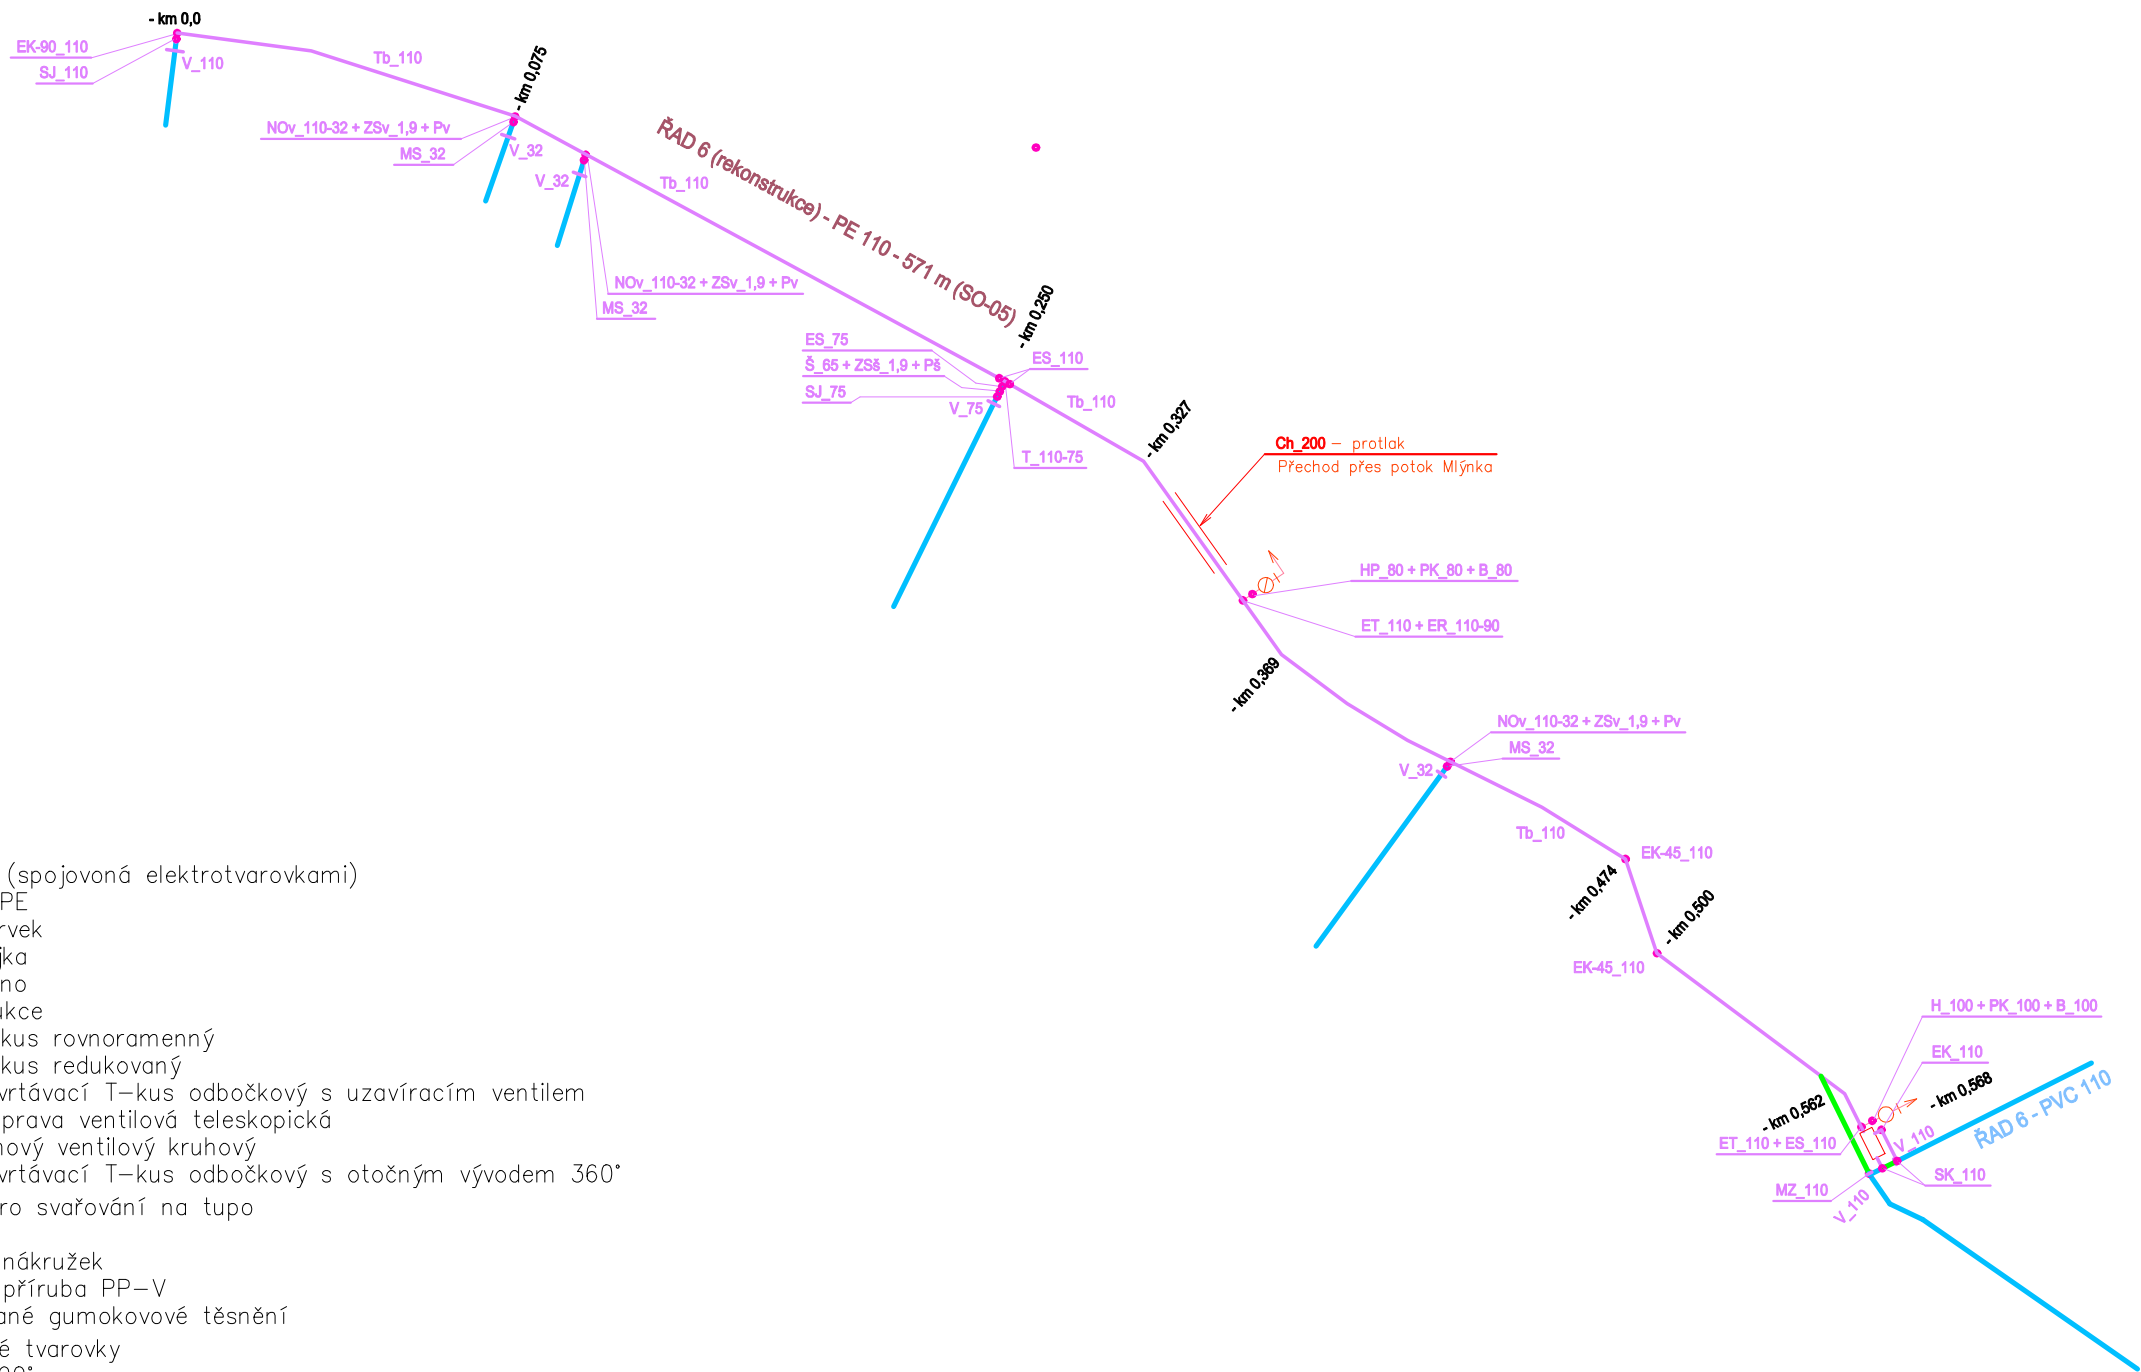 - km 0,0
EK-90_110
SJ_110
V_110
Tb_110
- km 0,075
NOv_110-32 + ZSv_1,9 + Pv
MS_32
V_32
V_32
Tb_110
ŘAD 6 (rekonstrukce) - PE 110 - 571 m (SO-05)
NOv_110-32 + ZSv_1,9 + Pv
MS_32
- km 0,250
ES_75
Š_65 + ZSš_1,9 + Pš
SJ_75
V_75
ES_110
Tb_110
T_110-75
- km 0,327
Ch_200 – protlak
Přechod přes potok Mlýnka
HP_80 + PK_80 + B_80
ET_110 + ER_110-90
- km 0,369
NOv_110-32 + ZSv_1,9 + Pv
MS_32
V_32
Tb_110
EK-45_110
- km 0,474
- km 0,500
EK-45_110
H_100 + PK_100 + B_100
EK_110
- km 0,568
- km 0,562
ŘAD 6 - PVC 110
ET_110 + ES_110
V_110
SK_110
MZ_110
V_110
(spojovoná elektrotvarovkami)
PE
rvek
jka
no
ukce
kus rovnoramenný
kus redukovaný
vrtávací T–kus odbočkový s uzavíracím ventilem
prava ventilová teleskopická
nový ventilový kruhový
vrtávací T–kus odbočkový s otočným vývodem 360°
ro svařování na tupo
nákružek
příruba PP–V
ané gumokovové těsnění
é tvarovky